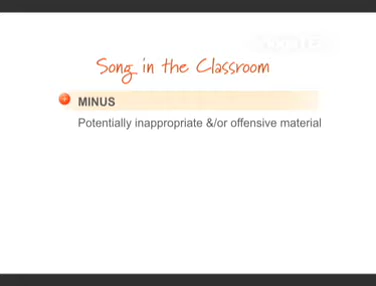 Song in the Classroom
MINUS
Potentially inappropriate &/or offensive material